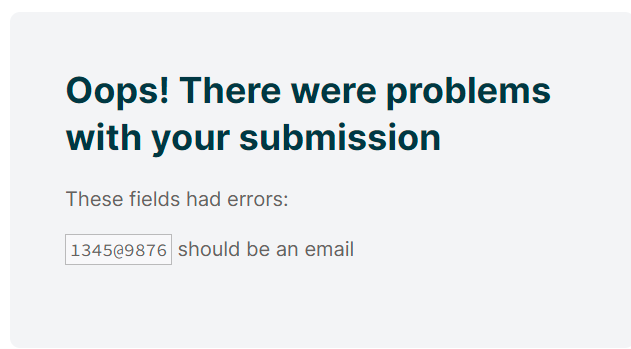 Oops! There were problems
with your submission
These fields had errors:
1345@9876 should be an email